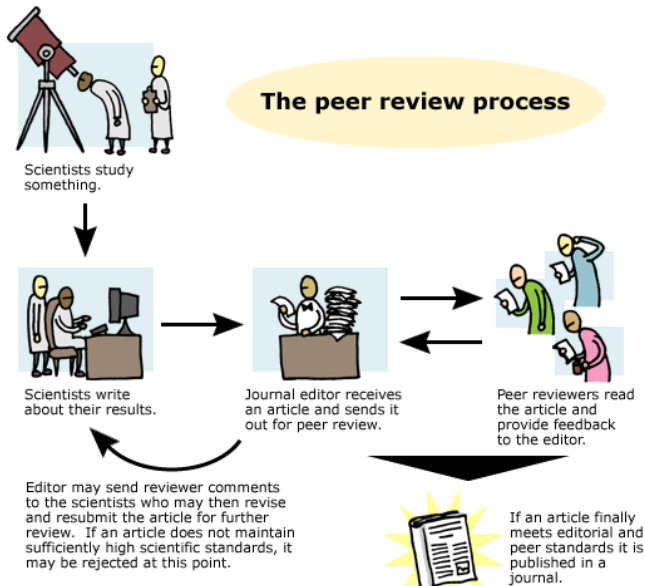 The peer review process
Scientists study
something.
Scientists write
about their results.
Journal editor receives
an article and sends it
out for peer review.
Peer reviewers read
the article and
provide feedback
to the editor.
Editor may send reviewer comments
to the scientists who may then revise
and resubmit the article for further
review.  If an article does not maintain
sufficiently high scientific standards, it
may be rejected at this point.
If an article finally
meets editorial and
peer standards it is
published in a
journal.